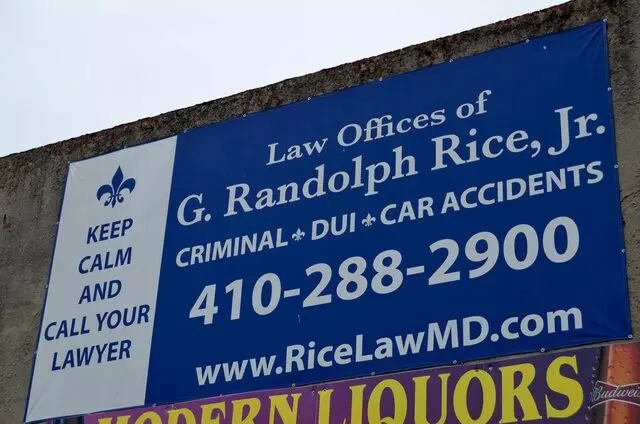 KEEP
CALM
AND
CALL YOUR
LAWYER
Law Offices of
G. Randolph Rice, Jr.
CRIMINAL DUI CAR ACCIDENTS
410-288-2900
www.RiceLawMD.com
MODERN LIQUORS